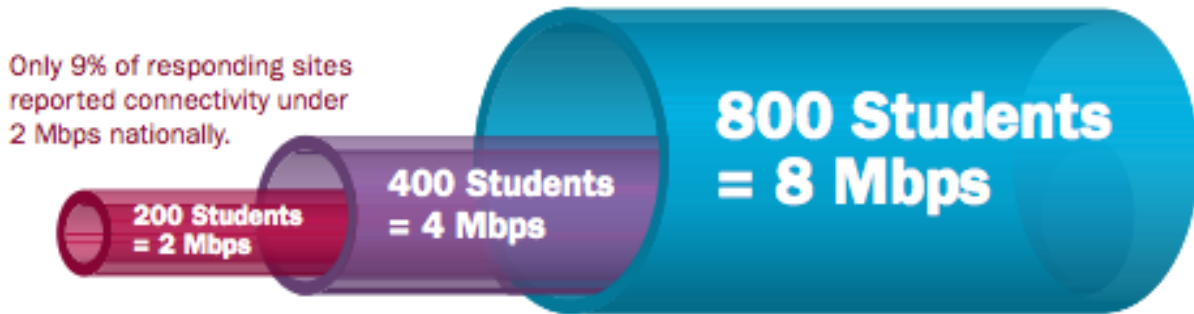 Only 9% of responding sites
reported connectivity under
2 Mbps nationally.
200 Students
= 2 Mbps
400 Students
= 4 Mbps
800 Students
= 8 Mbps